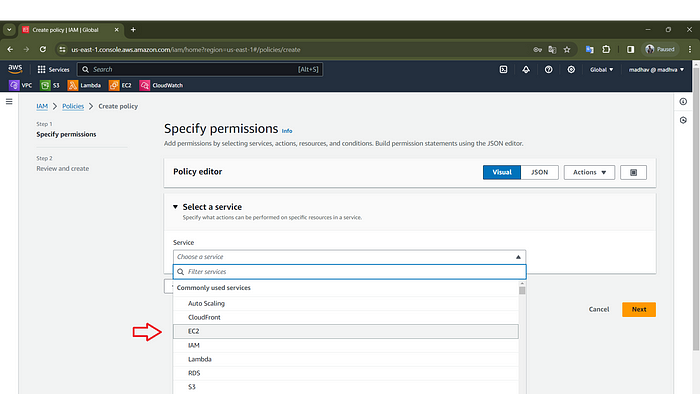 Create policy | IAM | Global
us-east-1.console.aws.amazon.com/iam/home?region=us-east-1#/policies/create
Paused
aws
Services
Search
[Alt+S]
Global
madhav @ madhva
VPC
S3
Lambda
EC2
CloudWatch
IAM
Policies
Create policy
Step 1
Specify permissions
Step 2
Review and create
Specify permissions Info
Add permissions by selecting services, actions, resources, and conditions. Build permission statements using the JSON editor.
Policy editor
Visual
JSON
Actions
Select a service
Specify what actions can be performed on specific resources in a service.
Service
Choose a service
Filter services
Commonly used services
Auto Scaling
CloudFront
EC2
IAM
Lambda
RDS
S3
Cancel
Next